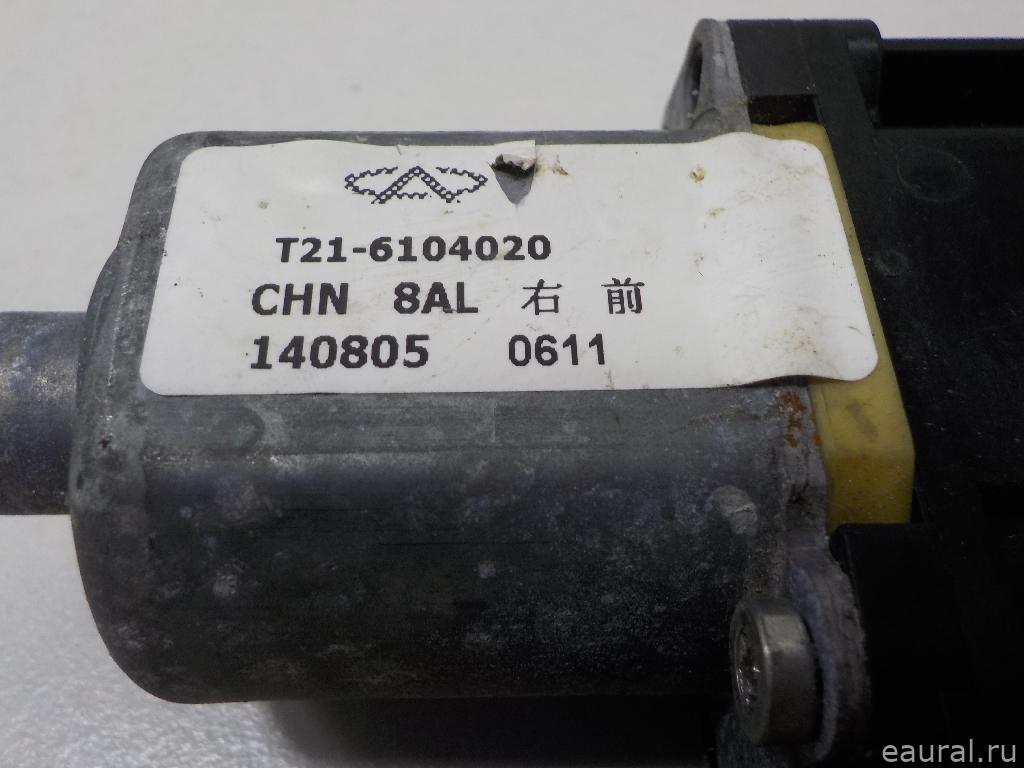 T21-6104020
CHN 8AL 右 前
140805 0611
eaural.ru